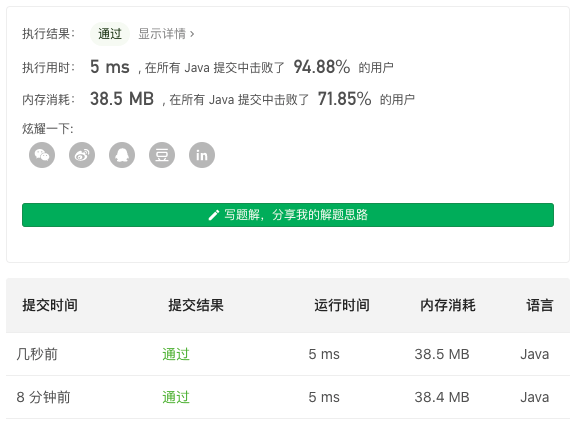 执行结果： 通过 显示详情 ›
执行用时： 5 ms ，在所有 Java 提交中击败了 94.88% 的用户
内存消耗： 38.5 MB ，在所有 Java 提交中击败了 71.85% 的用户
炫耀一下:
豆 in
写题解，分享我的解题思路
提交时间 提交结果 运行时间 内存消耗 语言
几秒前 通过 5 ms 38.5 MB Java
8 分钟前 通过 5 ms 38.4 MB Java